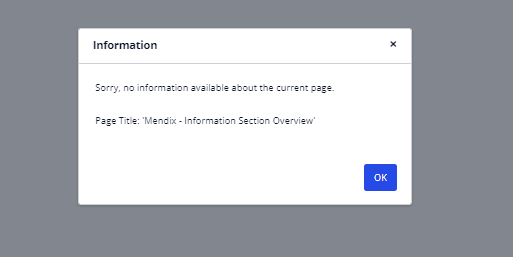 Information ×
Sorry, no information available about the current page.
Page Title: 'Mendix - Information Section Overview'
OK